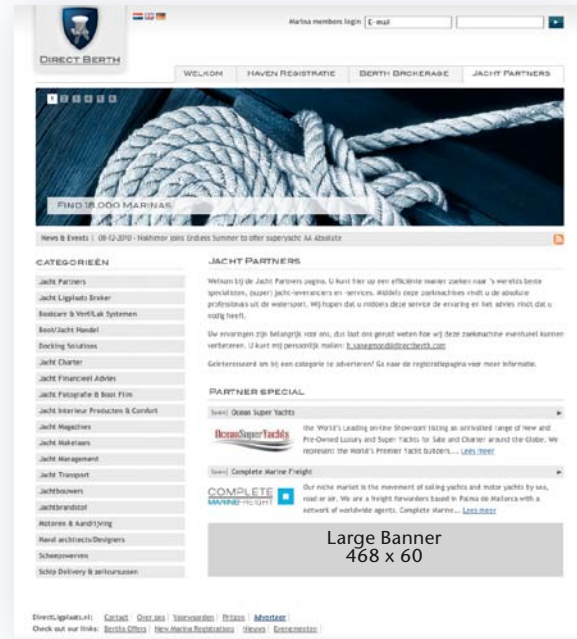 Marina members login E-mail
DIRECT BERTH
WELKOM HAVEN REGISTRATIE BERTH BROKERAGE JACHT PARTNERS
1 2 3 4 5 6
FIND 18,000 MARINAS
News & Events | 08-12-2010 - Nakhimov joins Endless Summer to offer superyacht AA Absolute
CATEGORIEËN
Jacht Partners
Jacht Ligplaats Broker
Bootcare & Verf/Lak Systemen
Boot/Jacht Handel
Docking Solutions
Jacht Charter
Jacht Financieel Advies
Jacht Fotografie & Boot Film
Jacht Interieur Producten & Comfort
Jacht Magazines
Jacht Makelaars
Jacht Management
Jacht Transport
Jachtbouwers
Jachtbrandstof
Motoren & Aandrijving
Naval architects/Designers
Scheepswerven
Schip Delivery & zeilcursussen
JACHT PARTNERS
Welkom bij de Jacht Partners pagina. U kunt hier op een efficiënte manier zoeken naar 's werelds beste
specialisten, (super) jacht-leveranciers en -services. Middels deze zoekmachines vindt u de absolute
professionals uit de watersport. Wij hopen dat u middels deze service de ervaring en het advies vindt dat u
nodig heeft.
Uw ervaringen zijn belangrijk voor ons, dus laat ons gerust weten hoe wij deze zoekmachine eventueel kunnen
verbeteren. U kunt mij persoonlijk mailen: h.vanegmond@directberth.com
Geïnteresseerd om bij een categorie te adverteren? Ga naar de registratiepagina voor meer informatie.
PARTNER SPECIAL
Ocean Super Yachts
OceanSuperYachts
The World's Leading on-line Showroom listing an unrivalled range of New and
Pre-Owned Luxury and Super Yachts for Sale and Charter around the Globe. We
represent the World's Premier Yacht Builders.... Lees meer
Complete Marine Freight
COMPLETE
MARINE FREIGHT
Our niche market is the movement of sailing yachts and motor yachts by sea,
road or air. We are a freight forwarders based in Palma de Mallorca with a
network of worldwide agents. Complete Marine... Lees meer
Large Banner
468 x 60
DirectLigplaats.nl: Contact | Over ons | Voorwaarden | Prijzen | Adverteer |
Check out our links: Berths Offers | New Marina Registrations | Nieuws | Evenementen |